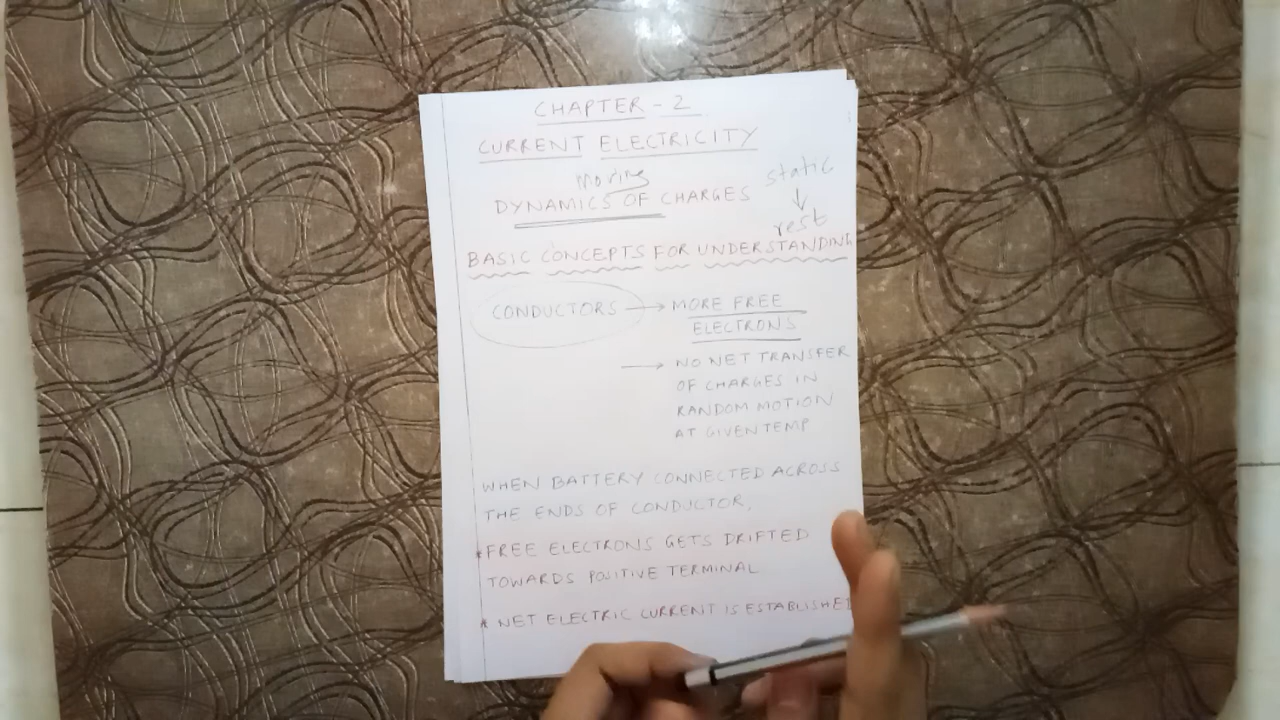 CHAPTER - 2
CURRENT ELECTRICITY
Moving
DYNAMICS OF CHARGES
static
↓
rest
BASIC CONCEPTS FOR UNDERSTANDING
CONDUCTORS → MORE FREE
ELECTRONS
→ NO NET TRANSFER
OF CHARGES IN
RANDOM MOTION
AT GIVEN TEMP
WHEN BATTERY CONNECTED ACROSS
THE ENDS OF CONDUCTOR,
* FREE ELECTRONS GETS DRIFTED
TOWARDS POSITIVE TERMINAL
* NET ELECTRIC CURRENT IS ESTABLISHED